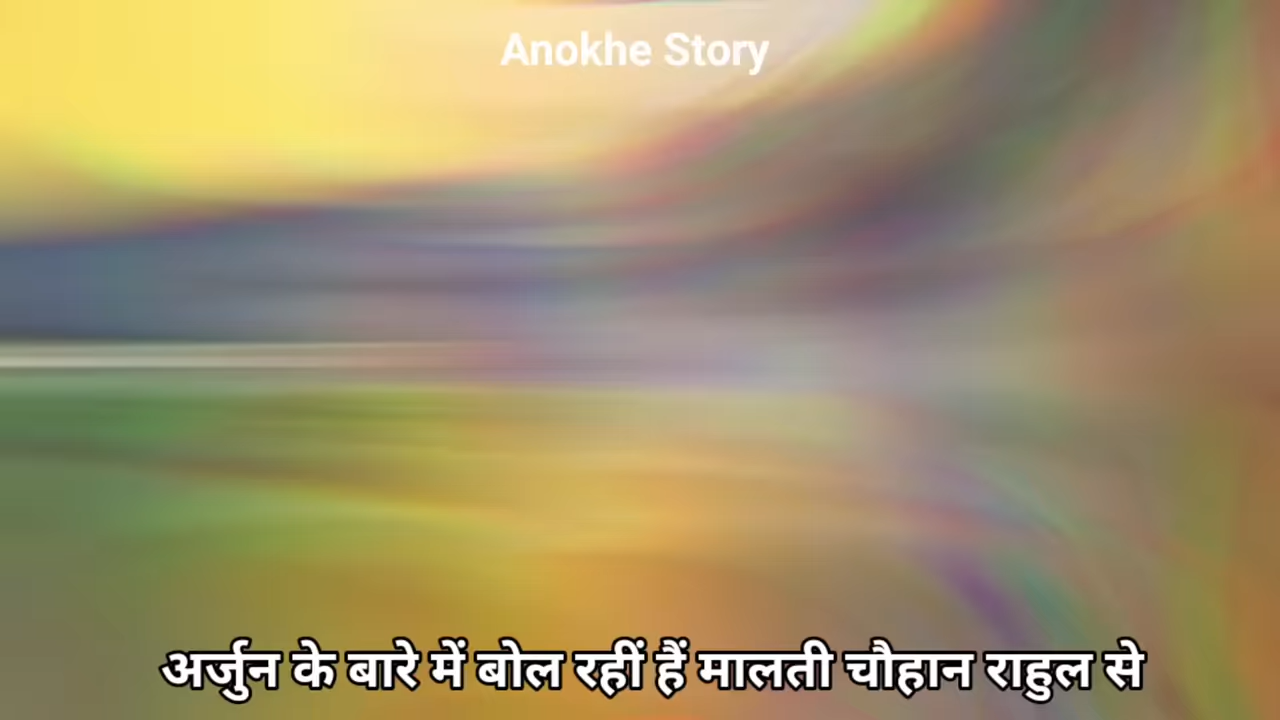 Anokhe Story
अर्जुन के बारे में बोल रहीं हैं मालती चौहान राहुल से